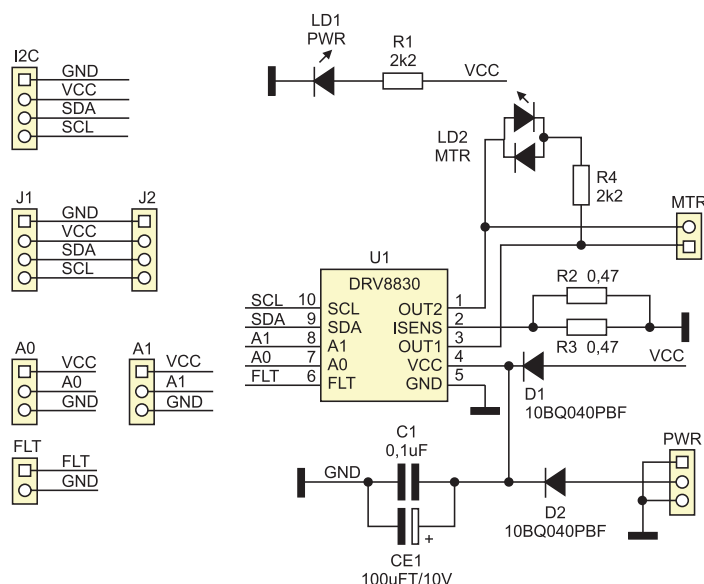 I2C
GND
VCC
SDA
SCL
LD1
PWR
R1
2k2
VCC
LD2
MTR
R4
2k2
MTR
J1
J2
GND
VCC
SDA
SCL
U1
DRV8830
SCL 10 SCL OUT2 1
SDA 9 SDA ISENS 2
A1 8 A1 OUT1 3
A0 7 A0 VCC 4
FLT 6 FLT GND 5
R2 0,47
R3 0,47
VCC
D1
10BQ040PBF
A0
VCC
A0
GND
A1
VCC
A1
GND
FLT
FLT
GND
C1
0,1uF
GND
+
CE1
100uFT/10V
D2
10BQ040PBF
PWR